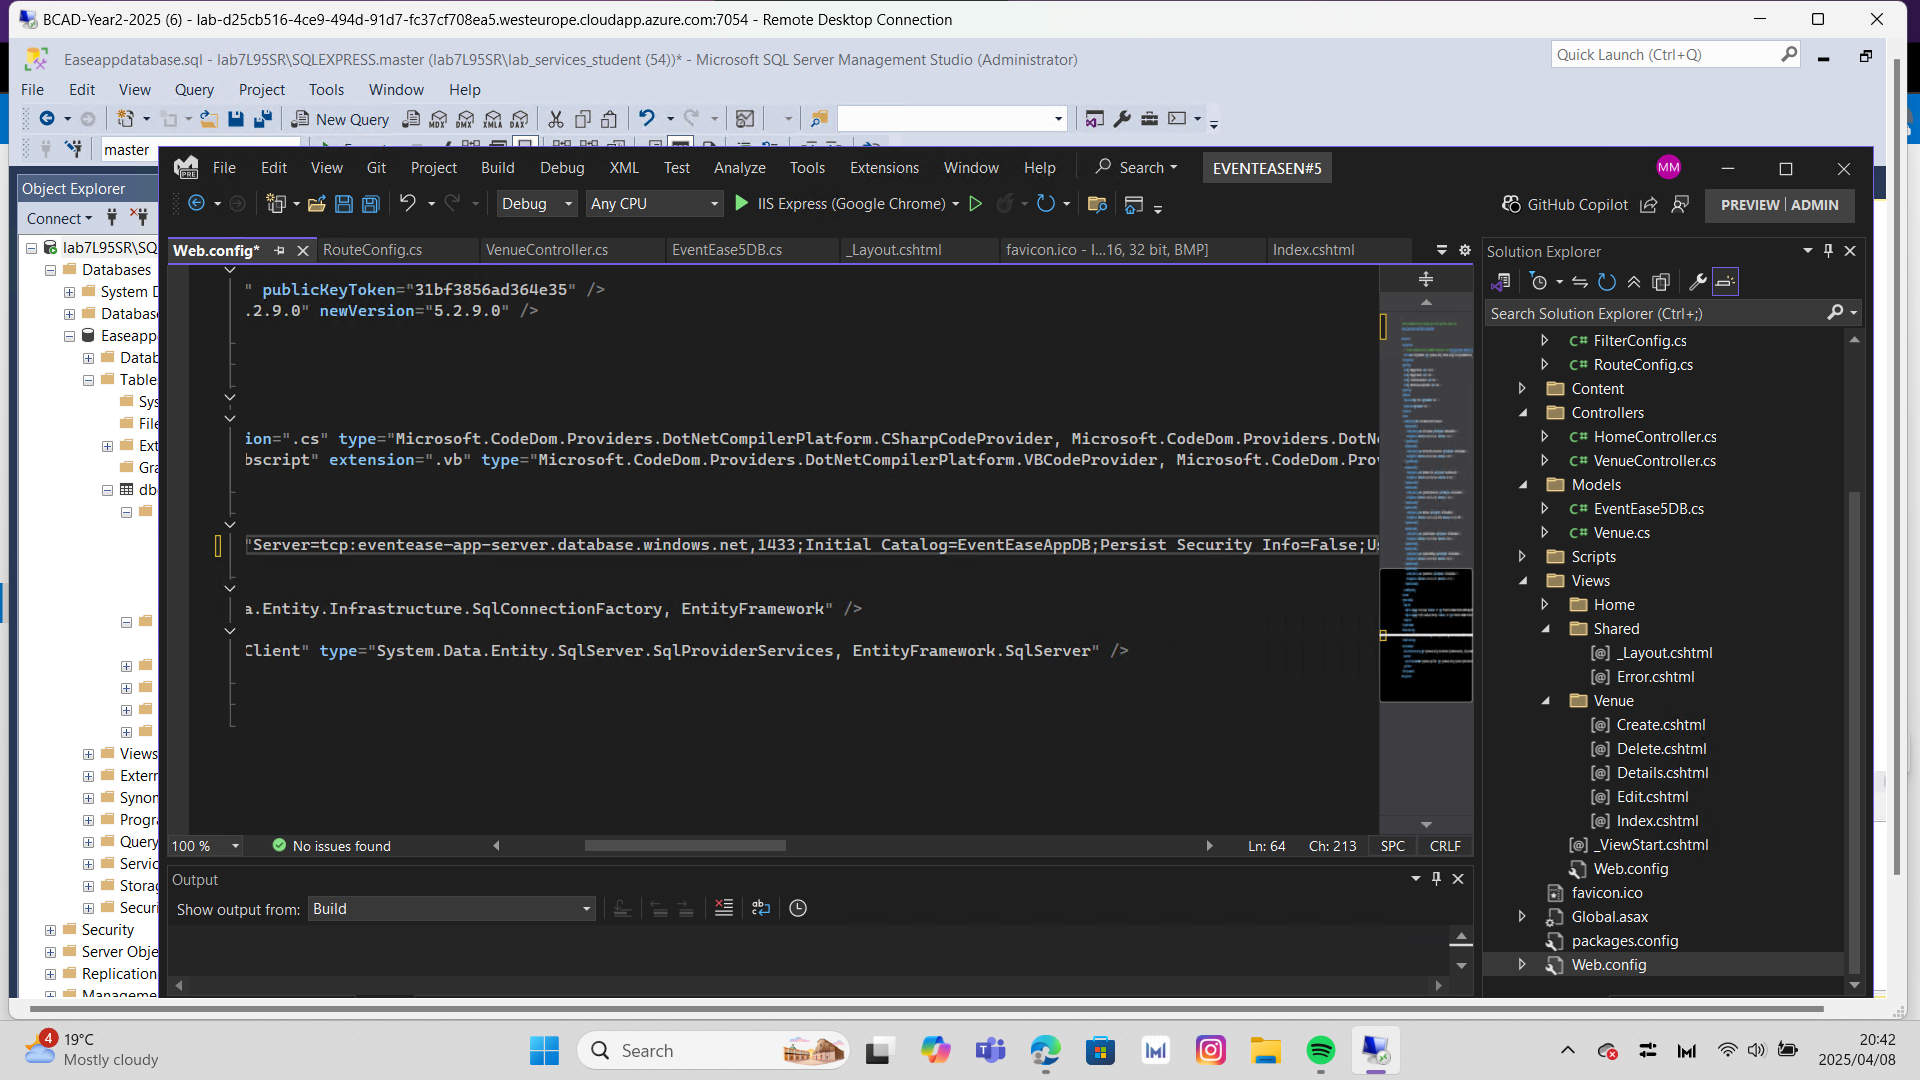 BCAD-Year2-2025 (6) - lab-d25cb516-4ce9-494d-91d7-fc37cf708ea5.westeurope.cloudapp.azure.com:7054 - Remote Desktop Connection
Easeappdatabase.sql - lab7L95SR\SQLEXPRESS.master (lab7L95SR\lab_services_student (54))* - Microsoft SQL Server Management Studio (Administrator)
Quick Launch (Ctrl+Q)
File Edit View Query Project Tools Window Help
New Query MDX DMX XMLA DAX
master
Object Explorer
Connect
lab7L95SR\SQ
Databases
System D
Databas
Easeapp
Datab
Table
Sys
File
Ext
Gra
db
Views
Extern
Synon
Progra
Query
Servic
Storag
Securi
Security
Server Obje
Replication
Manageme
PRE
File Edit View Git Project Build Debug XML Test Analyze Tools Extensions Window Help Search EVENTEASEN#5 MM
Debug Any CPU IIS Express (Google Chrome) GitHub Copilot PREVIEW ADMIN
Web.config* RouteConfig.cs VenueController.cs EventEase5DB.cs _Layout.cshtml favicon.ico - I...16, 32 bit, BMP] Index.cshtml
" publicKeyToken="31bf3856ad364e35" />
.2.9.0" newVersion="5.2.9.0" />
ion=".cs" type="Microsoft.CodeDom.Providers.DotNetCompilerPlatform.CSharpCodeProvider, Microsoft.CodeDom.Providers.DotNe
bscript" extension=".vb" type="Microsoft.CodeDom.Providers.DotNetCompilerPlatform.VBCodeProvider, Microsoft.CodeDom.Prov
"Server=tcp:eventease-app-server.database.windows.net,1433;Initial Catalog=EventEaseAppDB;Persist Security Info=False;Us
a.Entity.Infrastructure.SqlConnectionFactory, EntityFramework" />
Client" type="System.Data.Entity.SqlServer.SqlProviderServices, EntityFramework.SqlServer" />
100 % No issues found Ln: 64 Ch: 213 SPC CRLF
Output
Show output from: Build
Solution Explorer
Search Solution Explorer (Ctrl+;)
C# FilterConfig.cs
C# RouteConfig.cs
Content
Controllers
C# HomeController.cs
C# VenueController.cs
Models
C# EventEase5DB.cs
C# Venue.cs
Scripts
Views
Home
Shared
[@] _Layout.cshtml
[@] Error.cshtml
Venue
[@] Create.cshtml
[@] Delete.cshtml
[@] Details.cshtml
[@] Edit.cshtml
[@] Index.cshtml
[@] _ViewStart.cshtml
Web.config
favicon.ico
Global.asax
packages.config
Web.config
4
19°C
Mostly cloudy
Search
20:42
2025/04/08